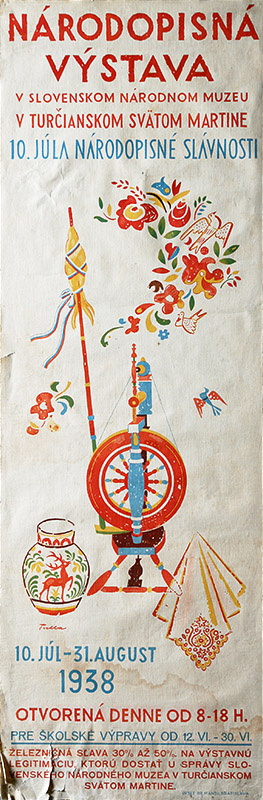 NÁRODOPISNÁ
VÝSTAVA
V SLOVENSKOM NÁRODNOM MUZEU
V TURČIANSKOM SVÄTOM MARTINE
10. JÚLA NÁRODOPISNÉ SLÁVNOSTI
10. JÚL-31. AUGUST
1938
OTVORENÁ DENNE OD 8-18 H.
PRE ŠKOLSKÉ VÝPRAVY OD 12. VI. - 30. VI.
ŽELEZNIČNÁ SLAVA 30% AŽ 50%. NA VÝSTAVNÚ
LEGITIMÁCIU, KTORÚ DOSTAŤ U SPRÁVY SLO-
VENSKÉHO NÁRODNÉHO MUZEA V TURČIANSKOM
SVÄTOM MARTINE.